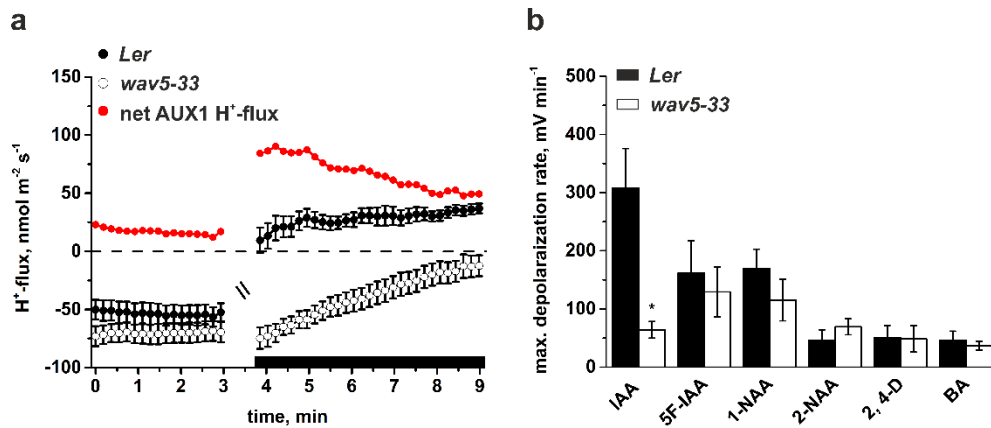 a
Ler
wav5-33
net AUX1 H⁺-flux
H⁺-flux, nmol m⁻² s⁻¹
150
100
50
0
-50
-100
0 1 2 3 4 5 6 7 8 9
time, min
b
Ler
wav5-33
max. depolaraization rate, mV min⁻¹
500
400
300
200
100
0
*
IAA
5F-IAA
1-NAA
2-NAA
2, 4-D
BA